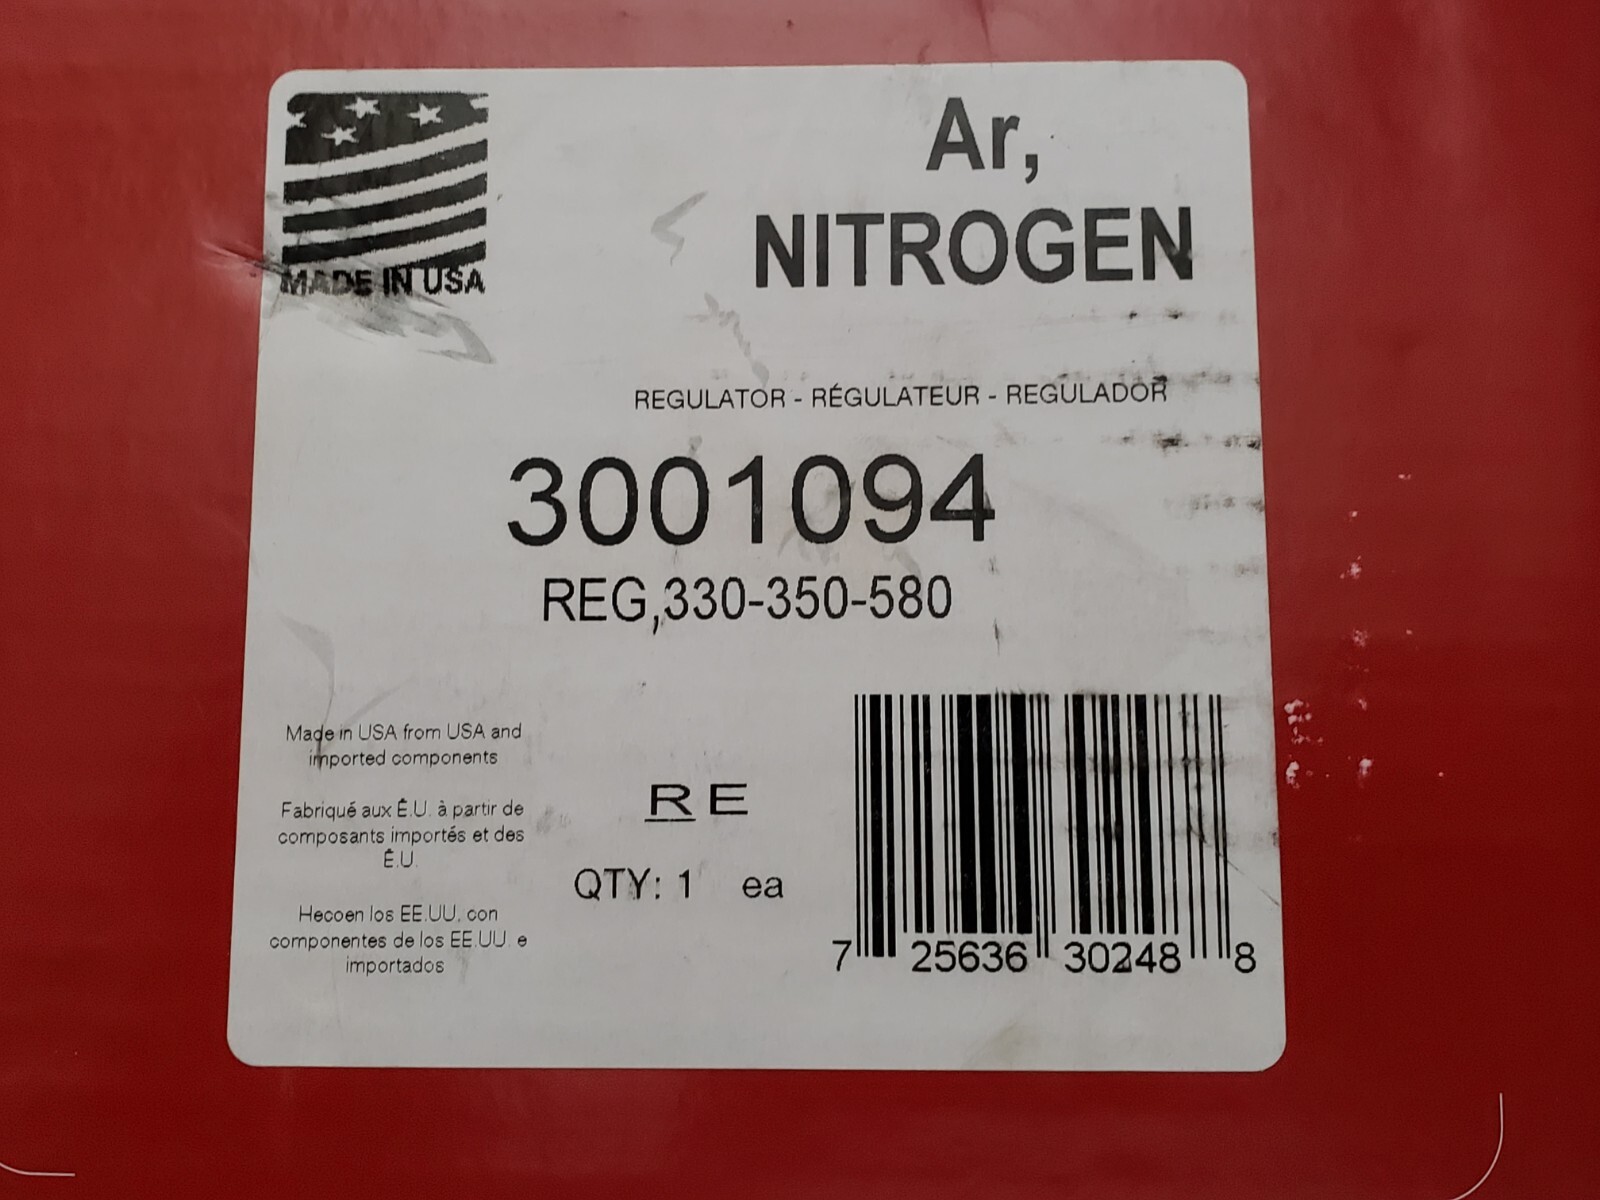 MADE IN USA
Ar,
NITROGEN
REGULATOR - RÉGULATEUR - REGULADOR
3001094
REG,330-350-580
Made in USA from USA and
imported components
Fabriqué aux É.U. à partir de
composants importés et des
É.U.
Hecoen los EE.UU. con
componentes de los EE.UU. e
importados
R E
QTY: 1 ea
7 25636 30248 8